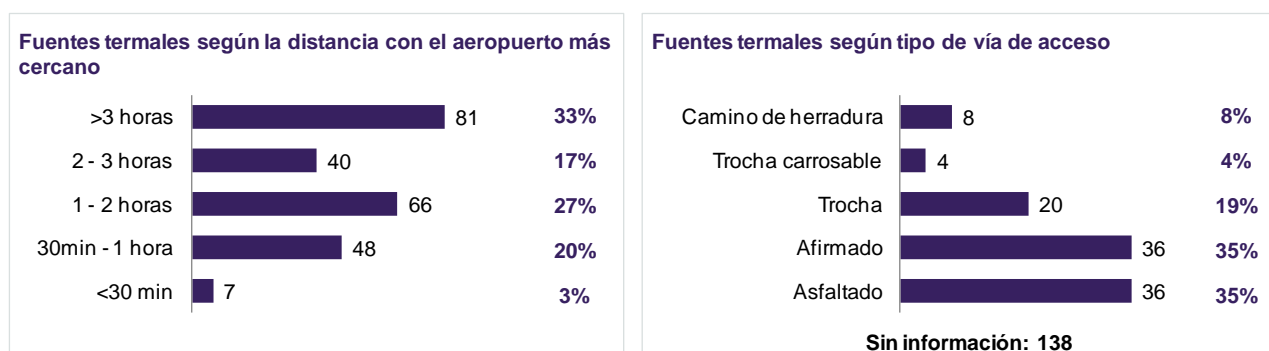 Fuentes termales según la distancia con el aeropuerto más
cercano
>3 horas 81 33%
2 - 3 horas 40 17%
1 - 2 horas 66 27%
30min - 1 hora 48 20%
<30 min 7 3%
Fuentes termales según tipo de vía de acceso
Camino de herradura 8 8%
Trocha carrosable 4 4%
Trocha 20 19%
Afirmado 36 35%
Asfaltado 36 35%
Sin información: 138